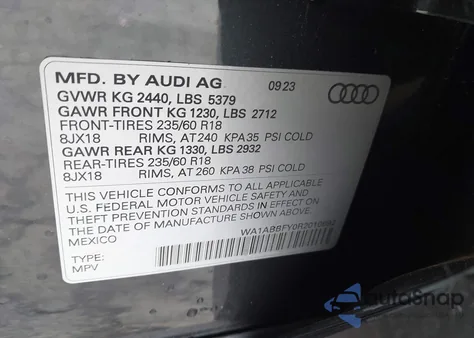 MFD. BY AUDI AG 09.23
GVWR KG 2440, LBS 5379
GAWR FRONT KG 1230, LBS 2712
FRONT-TIRES 235/60 R18
8JX18 RIMS, AT 240 KPA 35 PSI COLD
GAWR REAR KG 1330, LBS 2932
REAR-TIRES 235/60 R18
8JX18 RIMS, AT 260 KPA 38 PSI COLD
THIS VEHICLE CONFORMS TO ALL APPLICABLE
U.S. FEDERAL MOTOR VEHICLE SAFETY AND
THEFT PREVENTION STANDARDS IN EFFECT ON
THE DATE OF MANUFACTURE SHOWN ABOVE.
MEXICO
TYPE:
MPV
AutoSnap